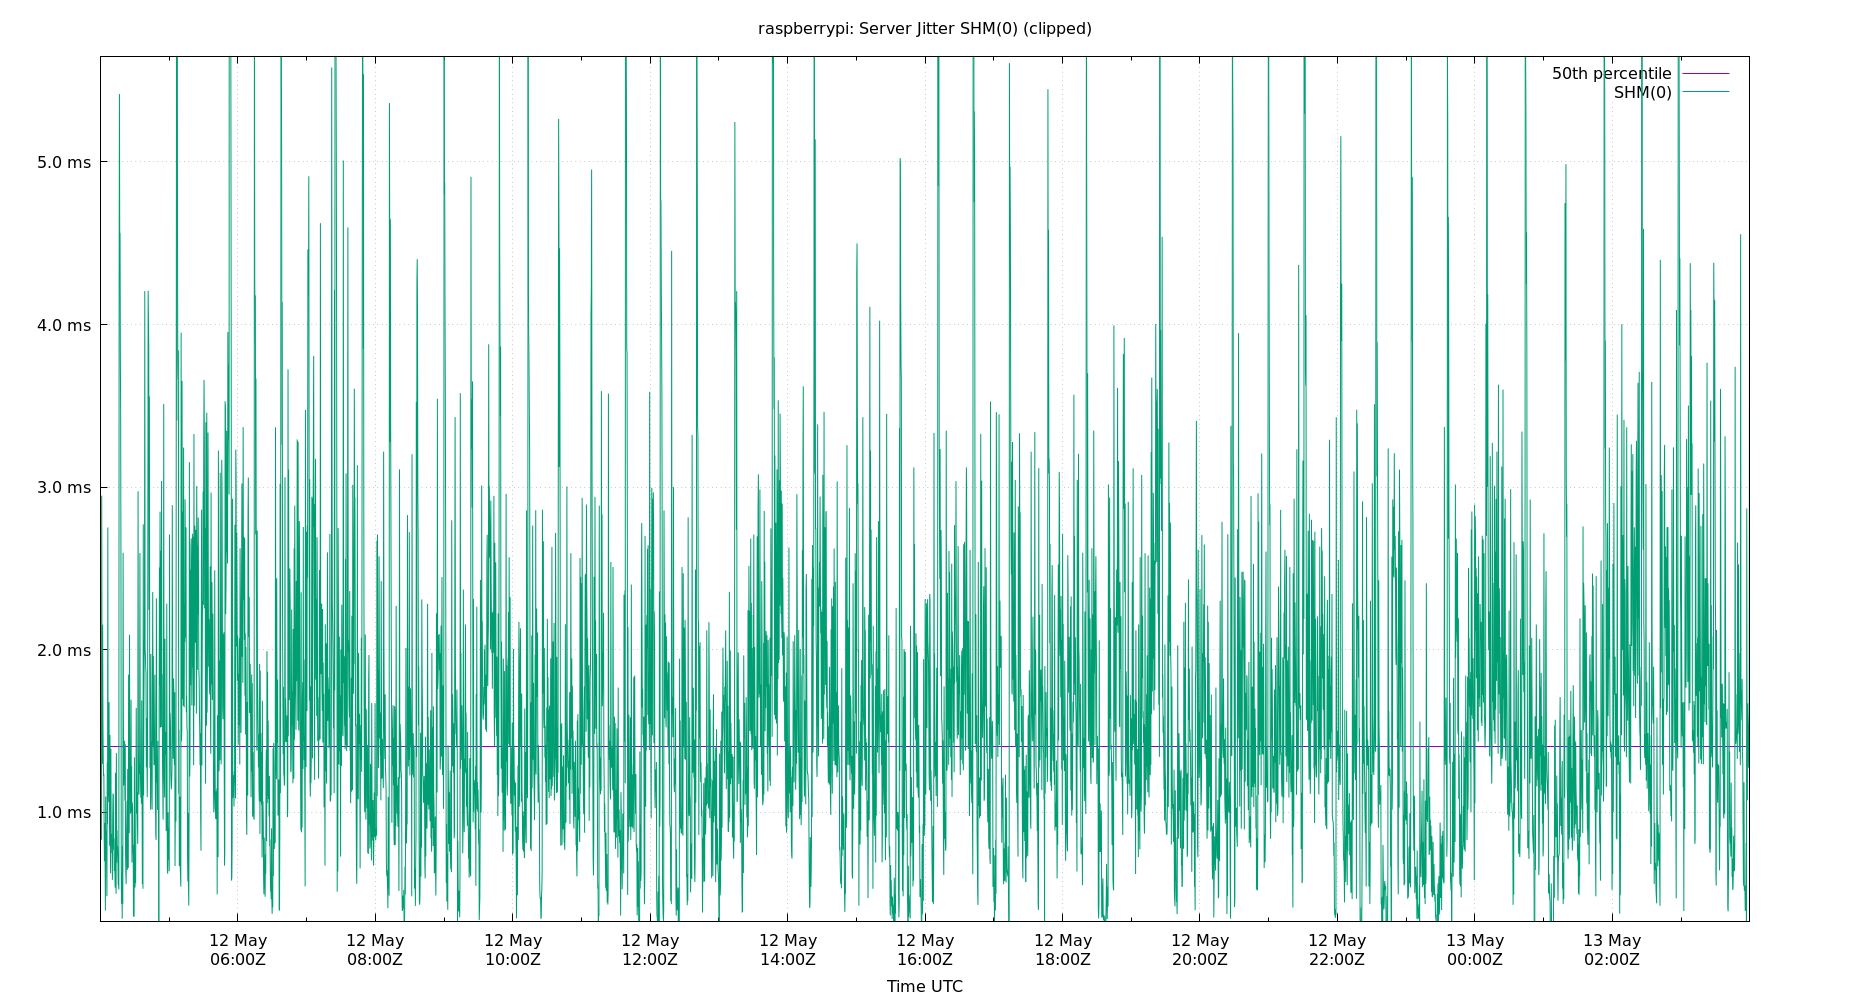 raspberrypi: Server Jitter SHM(0) (clipped)
50th percentile
SHM(0)
5.0 ms
4.0 ms
3.0 ms
2.0 ms
1.0 ms
12 May 12 May 12 May 12 May 12 May 12 May 12 May 12 May 12 May 13 May 13 May
06:00Z 08:00Z 10:00Z 12:00Z 14:00Z 16:00Z 18:00Z 20:00Z 22:00Z 00:00Z 02:00Z
Time UTC